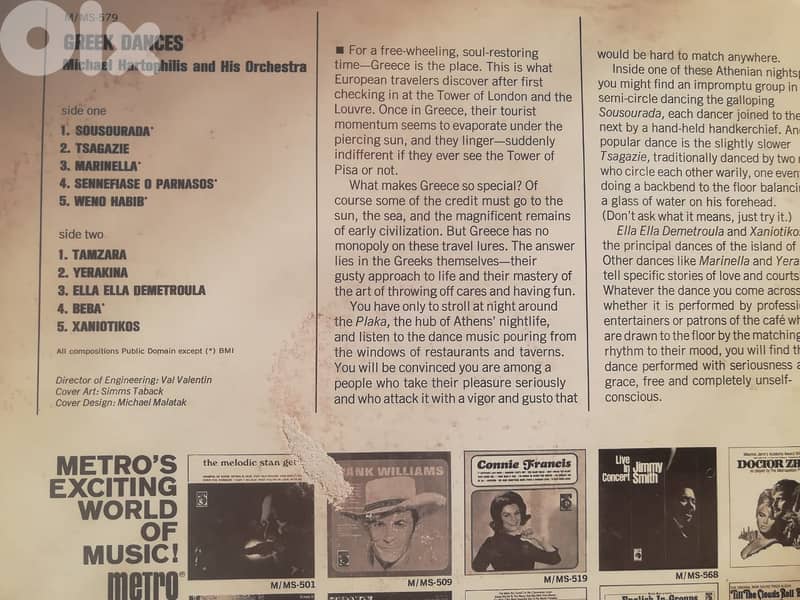 OLX
M/MS-579
GREEK DANCES
Michael Hartophilis and His Orchestra
side one
1. SOUSOURADA*
2. TSAGAZIE
3. MARINELLA*
4. SENNEFIASE O PARNASOS*
5. WENO HABIB*
side two
1. TAMZARA
2. YERAKINA
3. ELLA ELLA DEMETROULA
4. BEBA*
5. XANIOTIKOS
All compositions Public Domain except (*) BMI
Director of Engineering: Val Valentin
Cover Art: Simms Taback
Cover Design: Michael Malatak
■ For a free-wheeling, soul-restoring
time—Greece is the place. This is what
European travelers discover after first
checking in at the Tower of London and the
Louvre. Once in Greece, their tourist
momentum seems to evaporate under the
piercing sun, and they linger—suddenly
indifferent if they ever see the Tower of
Pisa or not.
What makes Greece so special? Of
course some of the credit must go to the
sun, the sea, and the magnificent remains
of early civilization. But Greece has no
monopoly on these travel lures. The answer
lies in the Greeks themselves—their
gusty approach to life and their mastery of
the art of throwing off cares and having fun.
You have only to stroll at night around
the Plaka, the hub of Athens' nightlife,
and listen to the dance music pouring from
the windows of restaurants and taverns.
You will be convinced you are among a
people who take their pleasure seriously
and who attack it with a vigor and gusto that
would be hard to match anywhere.
Inside one of these Athenian nightsp
you might find an impromptu group in
semi-circle dancing the galloping
Sousourada, each dancer joined to the
next by a hand-held handkerchief. An
popular dance is the slightly slower
Tsagazie, traditionally danced by two
who circle each other warily, one even
doing a backbend to the floor balancin
a glass of water on his forehead.
(Don't ask what it means, just try it.)
Ella Ella Demetroula and Xaniotikos
the principal dances of the island of
Other dances like Marinella and Yera
tell specific stories of love and courts
Whatever the dance you come across
whether it is performed by professi
entertainers or patrons of the café wh
are drawn to the floor by the matching
rhythm to their mood, you will find th
dance performed with seriousness a
grace, free and completely unself-
conscious.
METRO'S
EXCITING
WORLD
OF
MUSIC!
metro
the melodic stan get
M/MS-501
ANK WILLIAMS
M/MS-509
Connie Francis
M/MS-519
Live
in
Concert
Jimmy
Smith
M/MS-568
DOCTOR ZH
English
Till The Clouds Roll B